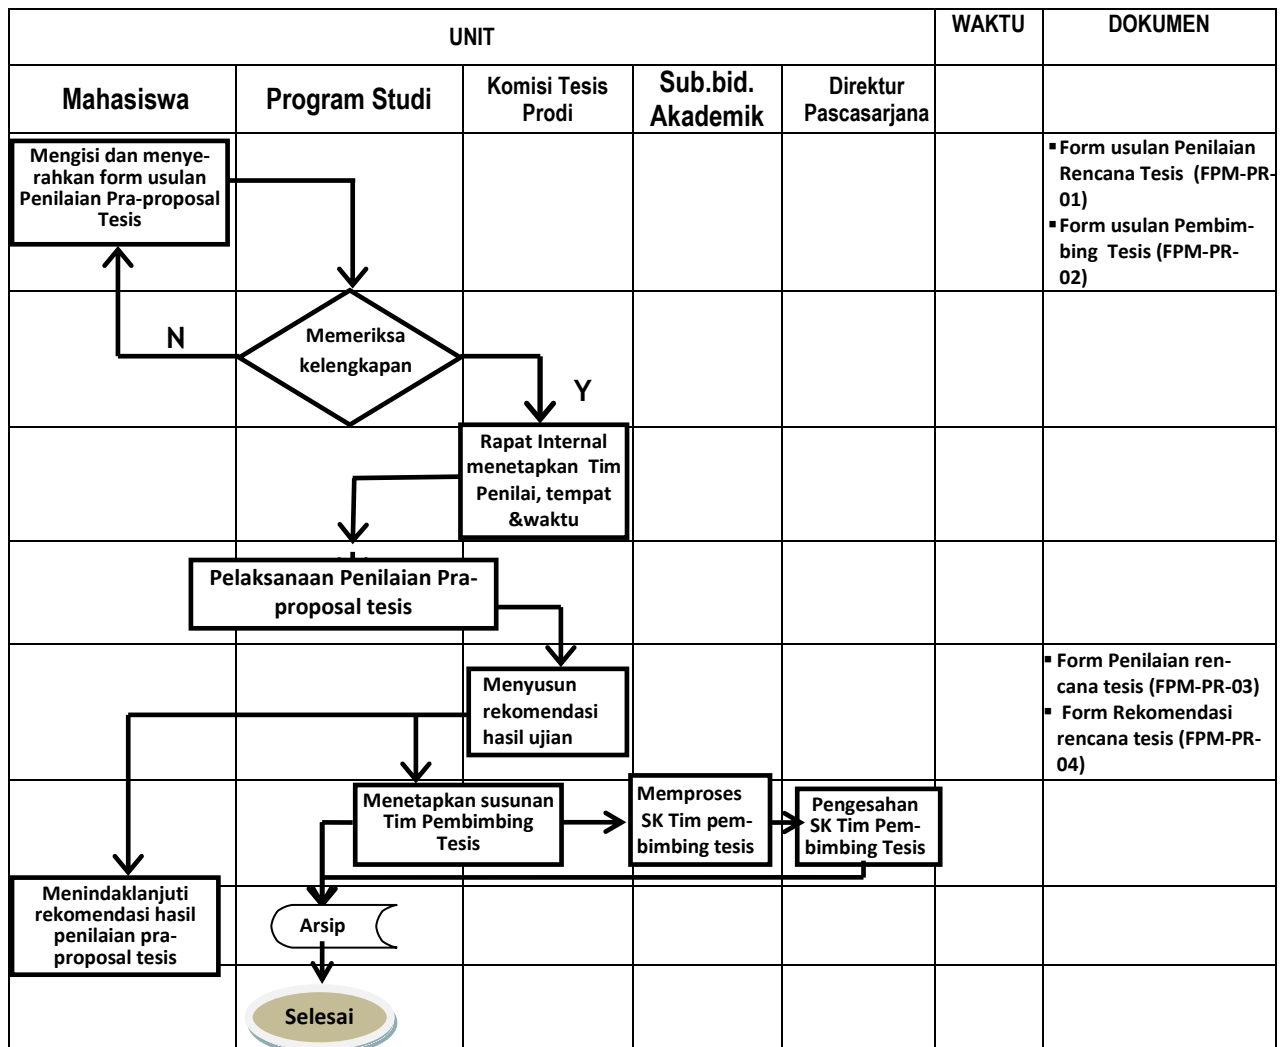 UNIT
WAKTU
DOKUMEN
Mahasiswa
Program Studi
Komisi Tesis
Prodi
Sub.bid.
Akademik
Direktur
Pascasarjana
Mengisi dan menye-
rahkan form usulan
Penilaian Pra-proposal
Tesis
▪Form usulan Penilaian
Rencana Tesis (FPM-PR-
01)
▪Form usulan Pembim-
bing Tesis (FPM-PR-
02)
N
Memeriksa
kelengkapan
Y
Rapat Internal
menetapkan Tim
Penilai, tempat
&waktu
Pelaksanaan Penilaian Pra-
proposal tesis
Menyusun
rekomendasi
hasil ujian
▪ Form Penilaian ren-
cana tesis (FPM-PR-03)
▪ Form Rekomendasi
rencana tesis (FPM-PR-
04)
Menetapkan susunan
Tim Pembimbing
Tesis
Memproses
SK Tim pem-
bimbing tesis
Pengesahan
SK Tim Pem-
bimbing Tesis
Menindaklanjuti
rekomendasi hasil
penilaian pra-
proposal tesis
Arsip
Selesai